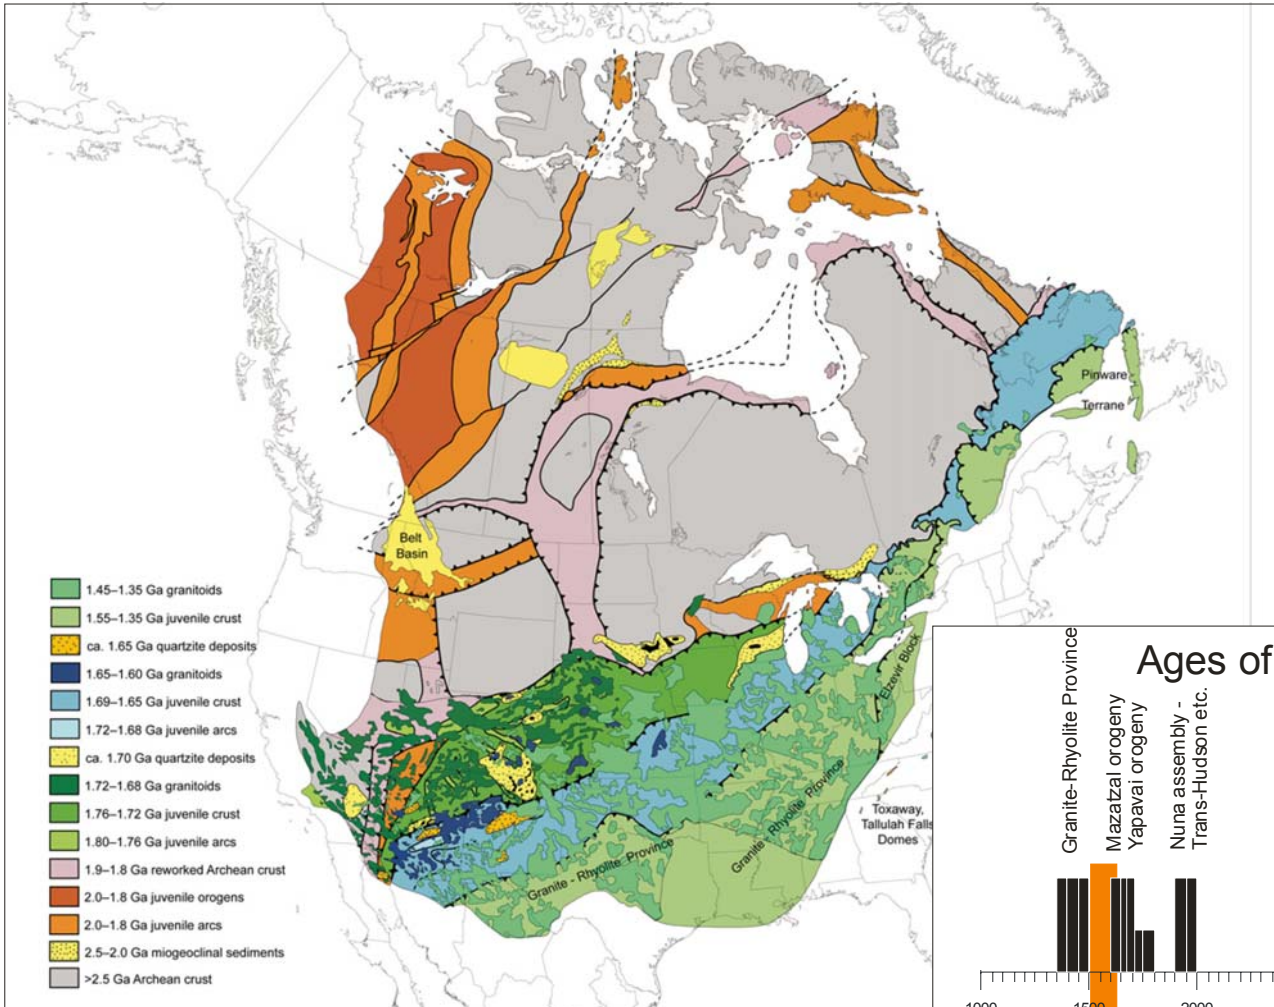 Pinware
Terrane
Belt
Basin
1.45–1.35 Ga granitoids
1.55–1.35 Ga juvenile crust
ca. 1.65 Ga quartzite deposits
1.65–1.60 Ga granitoids
1.69–1.65 Ga juvenile crust
1.72–1.68 Ga juvenile arcs
ca. 1.70 Ga quartzite deposits
1.72–1.68 Ga granitoids
1.76–1.72 Ga juvenile crust
1.80–1.76 Ga juvenile arcs
1.9–1.8 Ga reworked Archean crust
2.0–1.8 Ga juvenile orogens
2.0–1.8 Ga juvenile arcs
2.5–2.0 Ga miogeoclinal sediments
>2.5 Ga Archean crust
Elzevir Block
Granite - Rhyolite Province
Granite - Rhyolite Province
Toxaway,
Tallulah Falls
Domes
Ages of
Granite-Rhyolite Province
Mazatzal orogeny
Yapavai orogeny
Nuna assembly -
Trans-Hudson etc.
1000
1500
2000